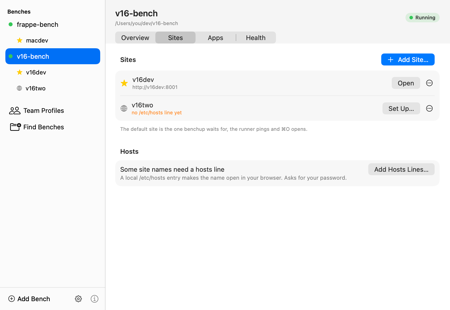 Benches
frappe-bench
macdev
v16-bench
v16dev
v16two
Team Profiles
Find Benches
Add Bench
v16-bench
/Users/you/dev/v16-bench
Running
Overview
Sites
Apps
Health
Sites
Add Site...
v16dev
http://v16dev:8001
Open
v16two
no /etc/hosts line yet
Set Up...
The default site is the one benchup waits for, the runner pings and ⌘O opens.
Hosts
Some site names need a hosts line
A local /etc/hosts entry makes the name open in your browser. Asks for your password.
Add Hosts Lines...